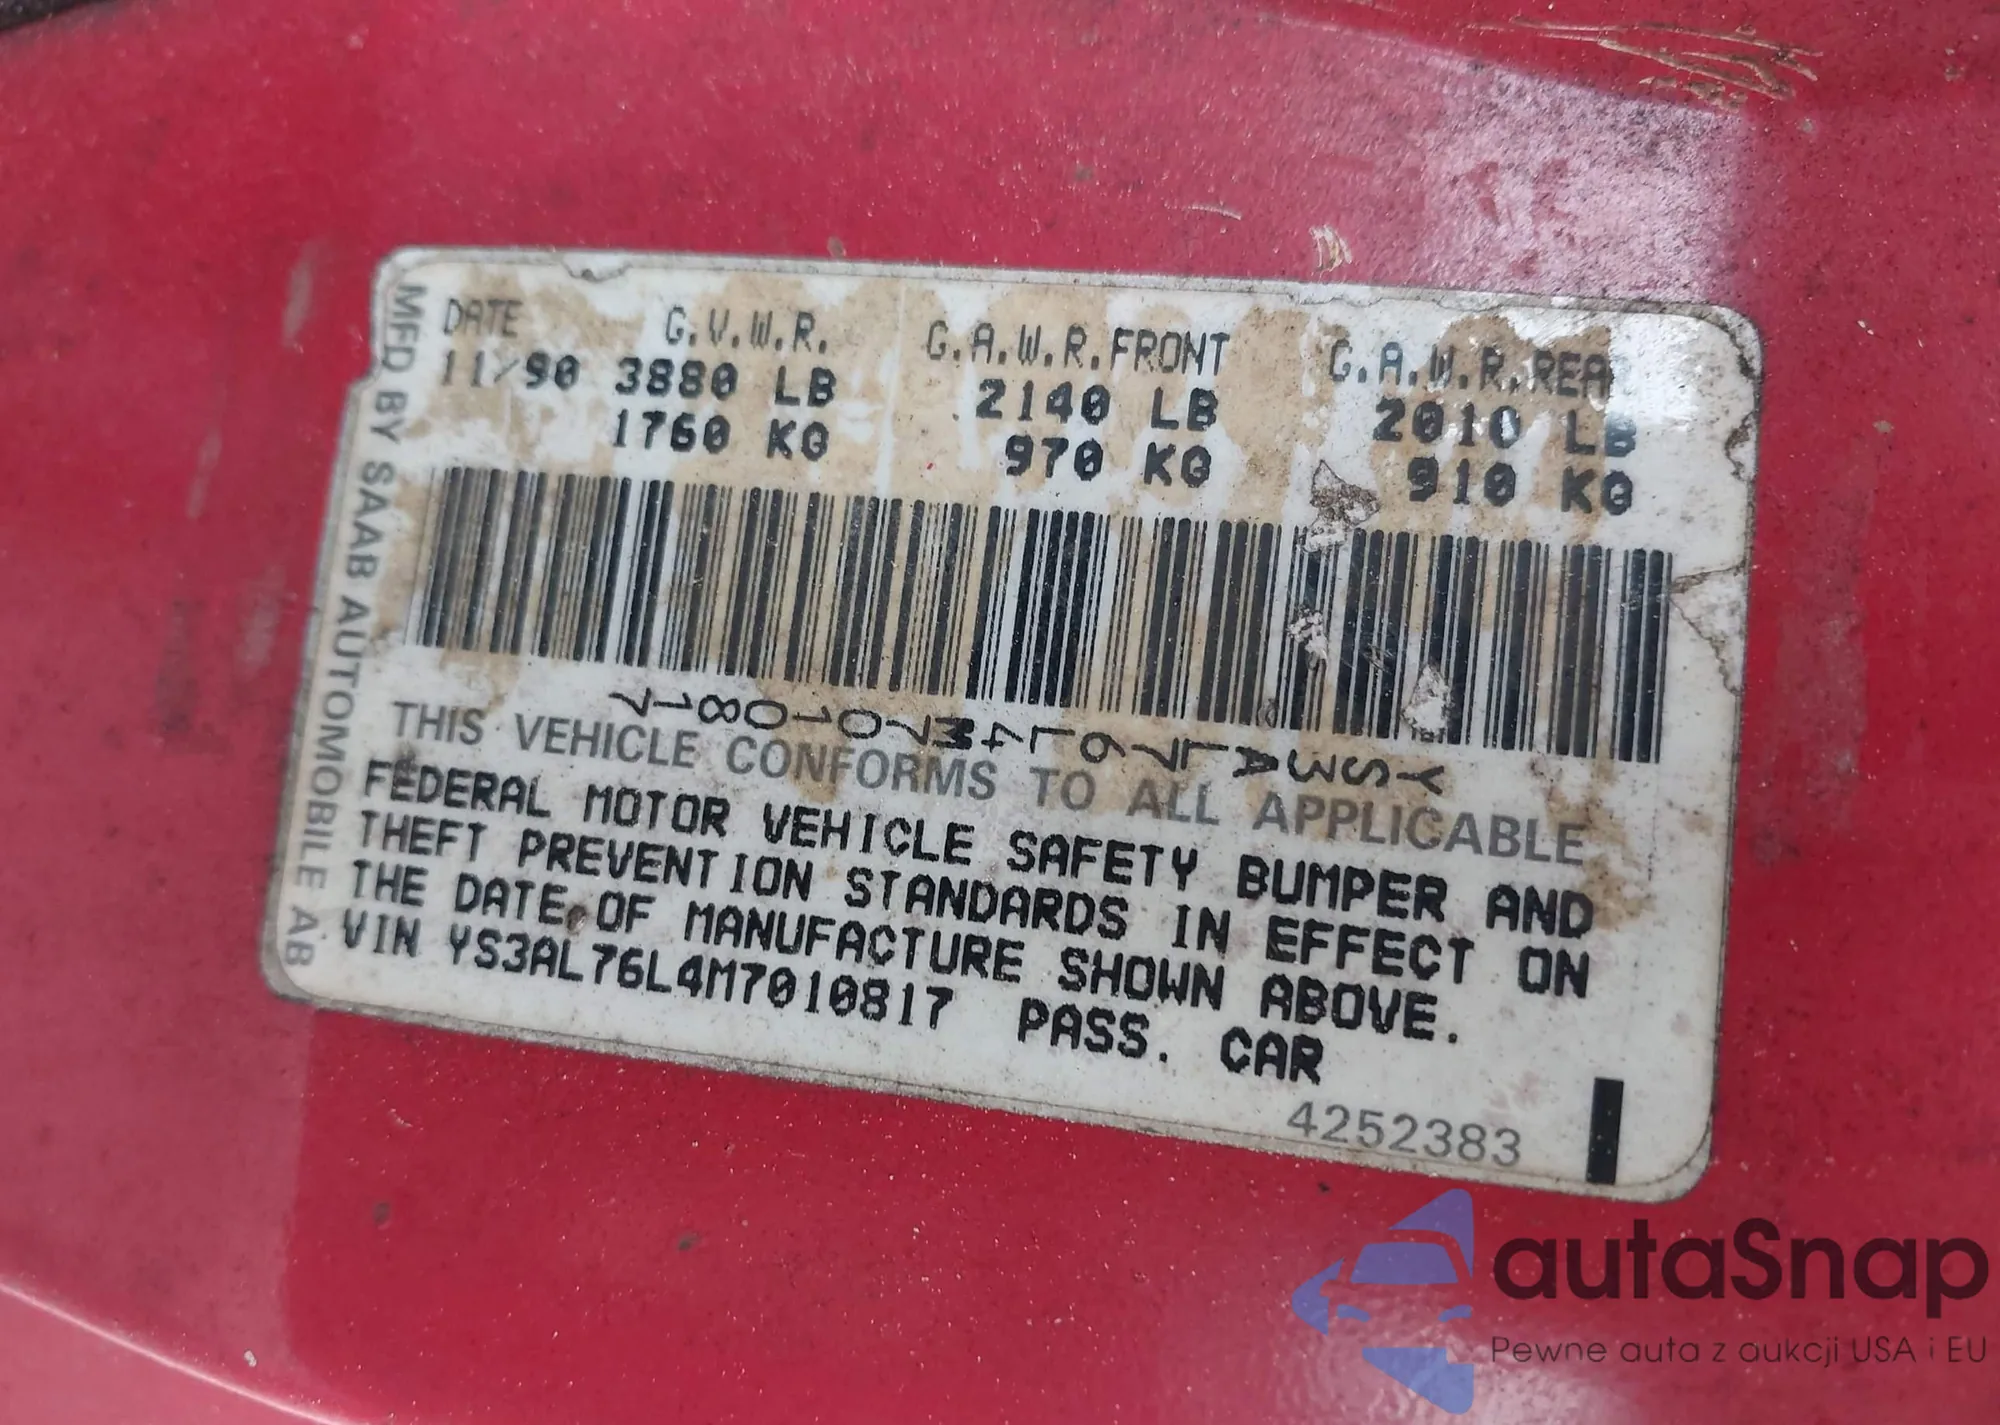 MFD BY SAAB AUTOMOBILE AB
DATE G.V.W.R. G.A.W.R.FRONT G.A.W.R.REAR
11/90 3880 LB 2140 LB 2010 LB
1760 KG 970 KG 910 KG
YS3AL76L4M7010817
THIS VEHICLE CONFORMS TO ALL APPLICABLE
FEDERAL MOTOR VEHICLE SAFETY BUMPER AND
THEFT PREVENTION STANDARDS IN EFFECT ON
THE DATE OF MANUFACTURE SHOWN ABOVE.
VIN YS3AL76L4M7010817 PASS. CAR
4252383
autaSnap
Pewne auta z aukcji USA i EU